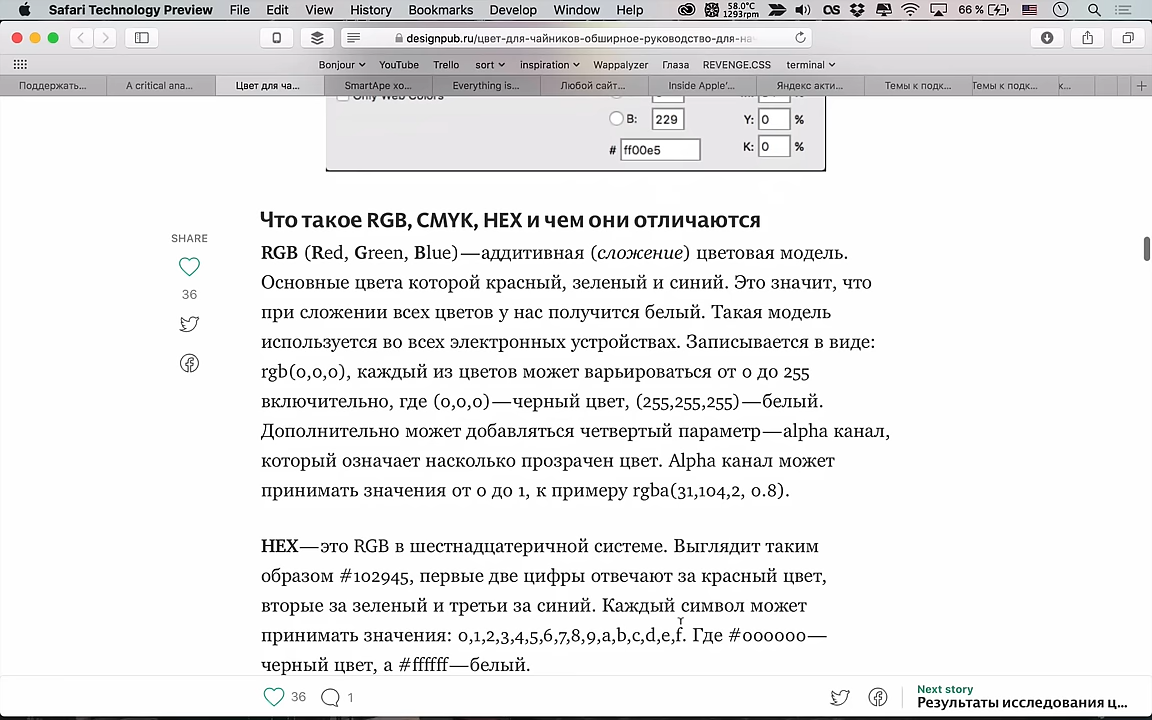 Safari Technology Preview File Edit View History Bookmarks Develop Window Help 58.0°C 1293rpm 66 %
designpub.ru/цвет-для-чайников-обширное-руководство-для-на
Bonjour YouTube Trello sort inspiration Wappalyzer Глаза REVENGE.CSS terminal
Поддержать... A critical ana... Цвет для ча... SmartApe хо... Everything is... Любой сайт... Inside Apple'... Яндекс акти... Темы к подк... Темы к подк... к...
Only Web Colors
B: 229 Y: 0 %
# ff00e5 K: 0 %
Что такое RGB, CMYK, HEX и чем они отличаются
SHARE
36
RGB (Red, Green, Blue)—аддитивная (сложение) цветовая модель.
Основные цвета которой красный, зеленый и синий. Это значит, что
при сложении всех цветов у нас получится белый. Такая модель
используется во всех электронных устройствах. Записывается в виде:
rgb(0,0,0), каждый из цветов может варьироваться от 0 до 255
включительно, где (0,0,0)—черный цвет, (255,255,255)—белый.
Дополнительно может добавляться четвертый параметр—alpha канал,
который означает насколько прозрачен цвет. Alpha канал может
принимать значения от 0 до 1, к примеру rgba(31,104,2, 0.8).
HEX—это RGB в шестнадцатеричной системе. Выглядит таким
образом #102945, первые две цифры отвечают за красный цвет,
вторые за зеленый и третьи за синий. Каждый символ может
принимать значения: 0,1,2,3,4,5,6,7,8,9,a,b,c,d,e,f. Где #000000—
черный цвет, а #ffffff—белый.
36 1
Next story
Результаты исследования ц...